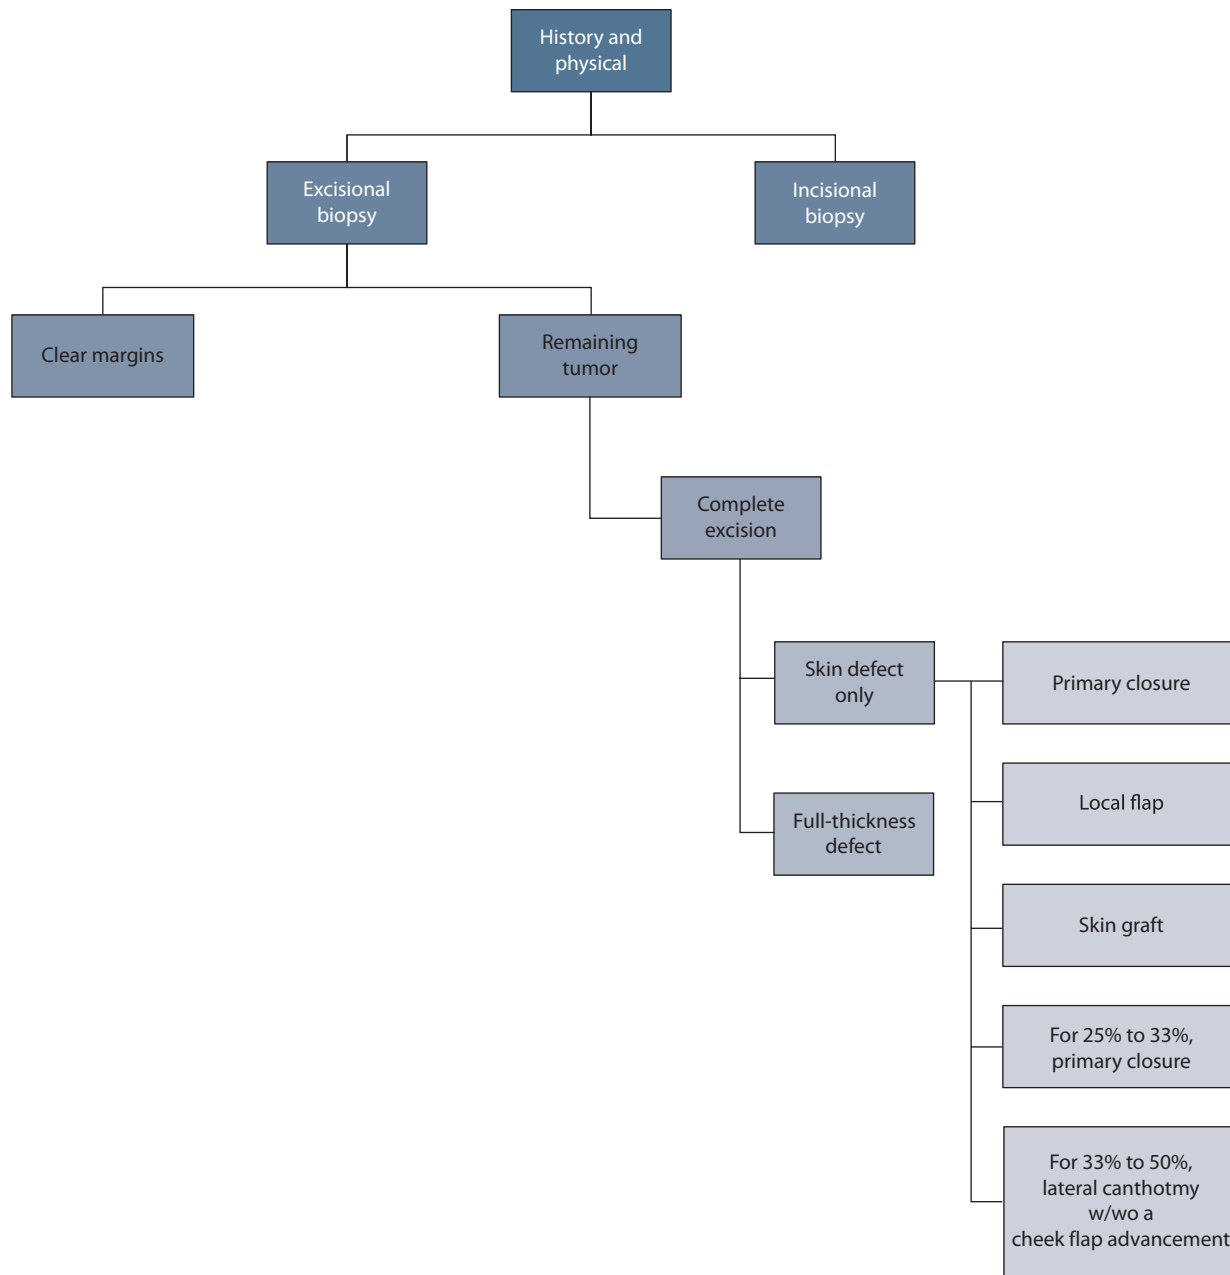 History and
physical
Excisional
biopsy
Incisional
biopsy
Clear margins
Remaining
tumor
Complete
excision
Skin defect
only
Primary closure
Local flap
Full-thickness
defect
Skin graft
For 25% to 33%,
primary closure
For 33% to 50%,
lateral canthotmy
w/wo a
cheek flap advancement